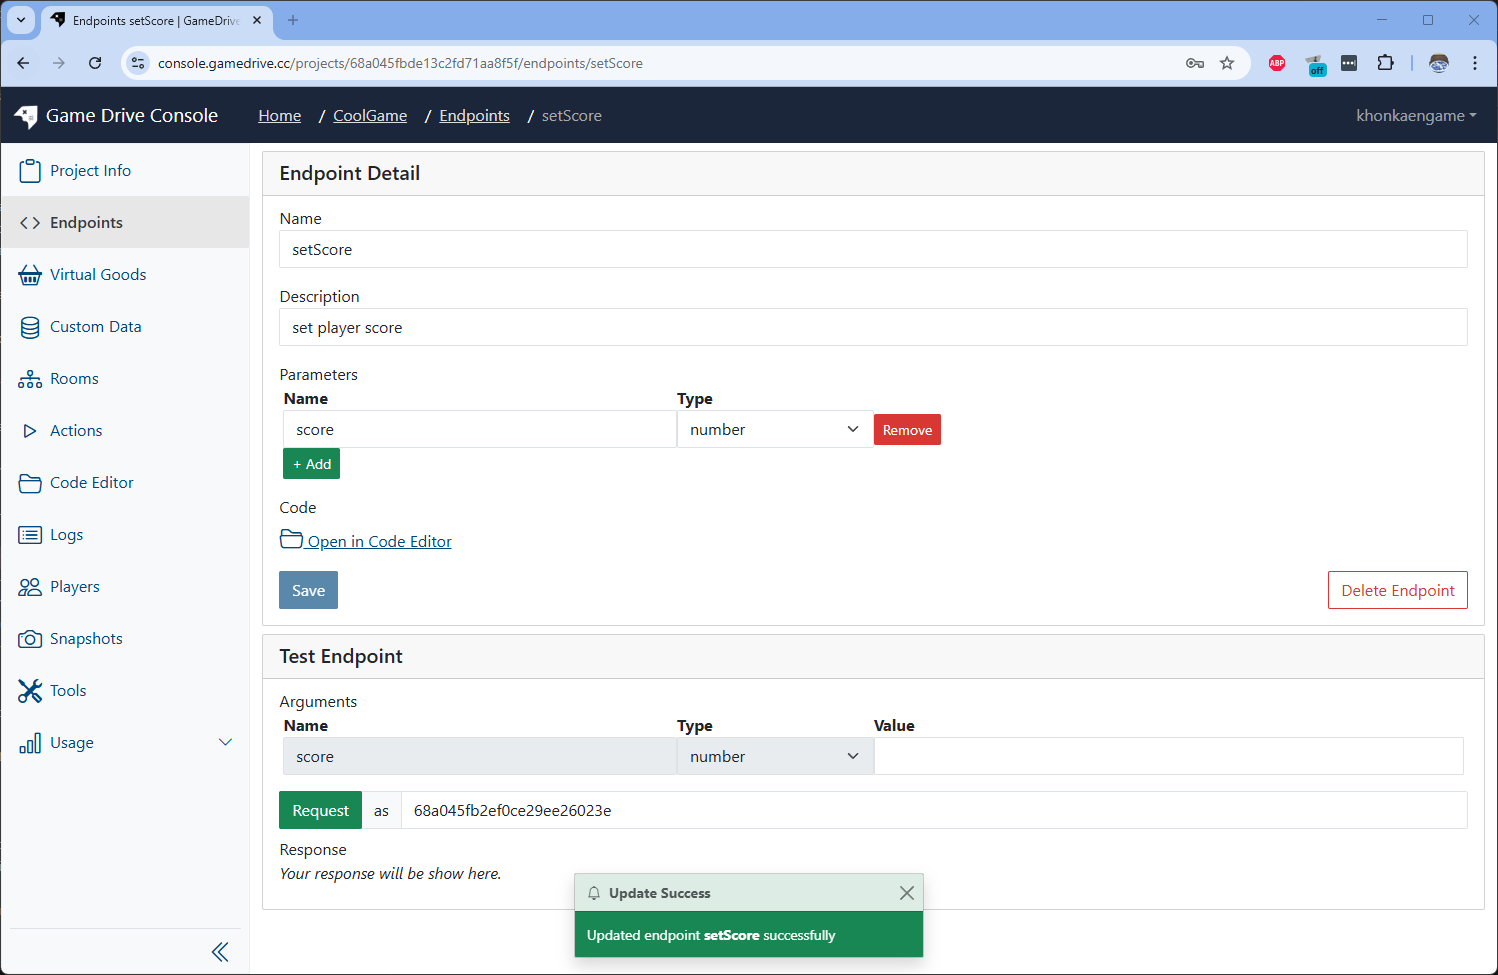 Endpoints setScore | GameDrive
console.gamedrive.cc/projects/68a045fbde13c2fd71aa8f5f/endpoints/setScore
ABP
off
Game Drive Console
Home / CoolGame / Endpoints / setScore
khonkaengame
Project Info
Endpoints
Virtual Goods
Custom Data
Rooms
Actions
Code Editor
Logs
Players
Snapshots
Tools
Usage
Endpoint Detail
Name
setScore
Description
set player score
Parameters
Name Type
score number Remove
+ Add
Code
Open in Code Editor
Save Delete Endpoint
Test Endpoint
Arguments
Name Type Value
score number
Request as 68a045fb2ef0ce29ee26023e
Response
Your response will be show here.
Update Success
Updated endpoint setScore successfully